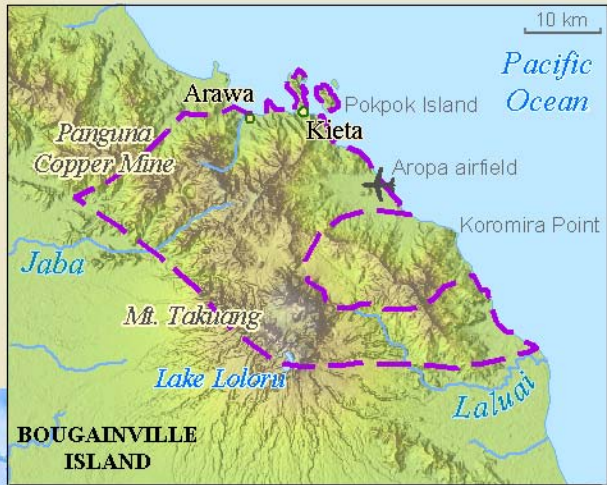 10 km
Pacific
Ocean
Arawa
Pokpok Island
Kieta
Panguna
Copper Mine
Aropa airfield
Koromira Point
Jaba
Mt. Takuang
Lake Loloru
Laluai
BOUGAINVILLE
ISLAND